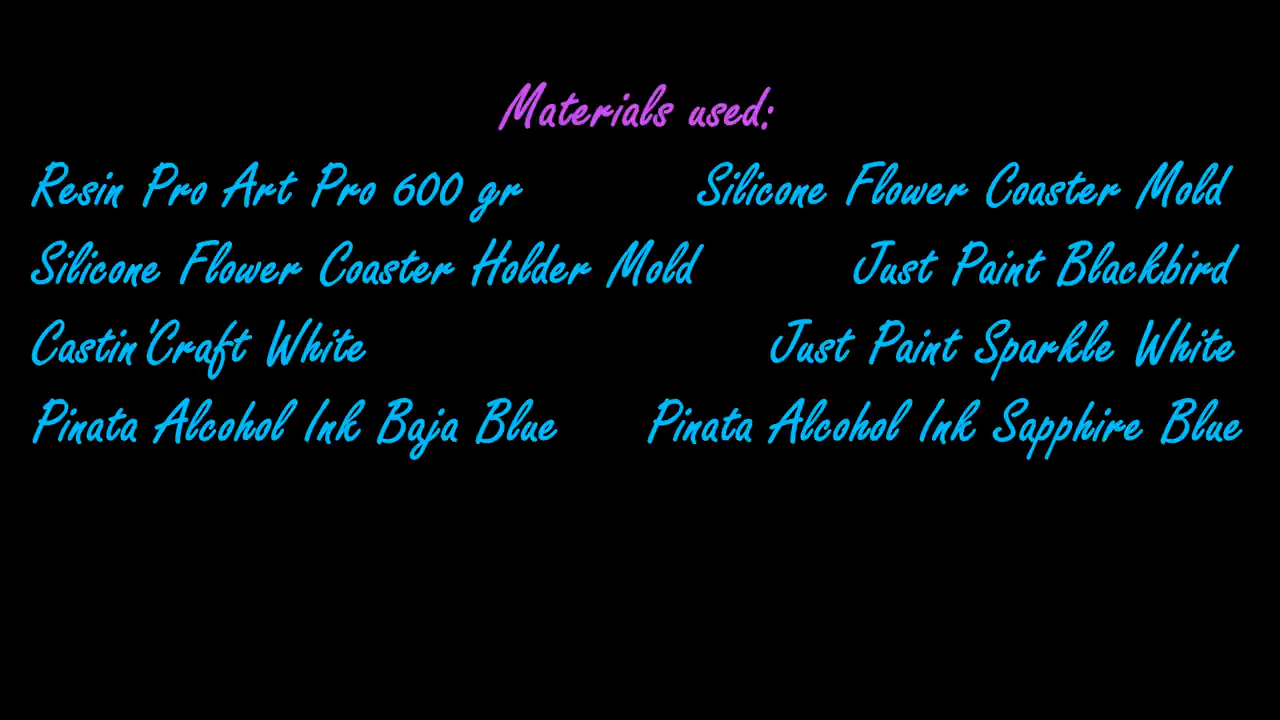 Materials used:
Resin Pro Art Pro 600 gr Silicone Flower Coaster Mold
Silicone Flower Coaster Holder Mold Just Paint Blackbird
Castin'Craft White Just Paint Sparkle White
Pinata Alcohol Ink Baja Blue Pinata Alcohol Ink Sapphire Blue